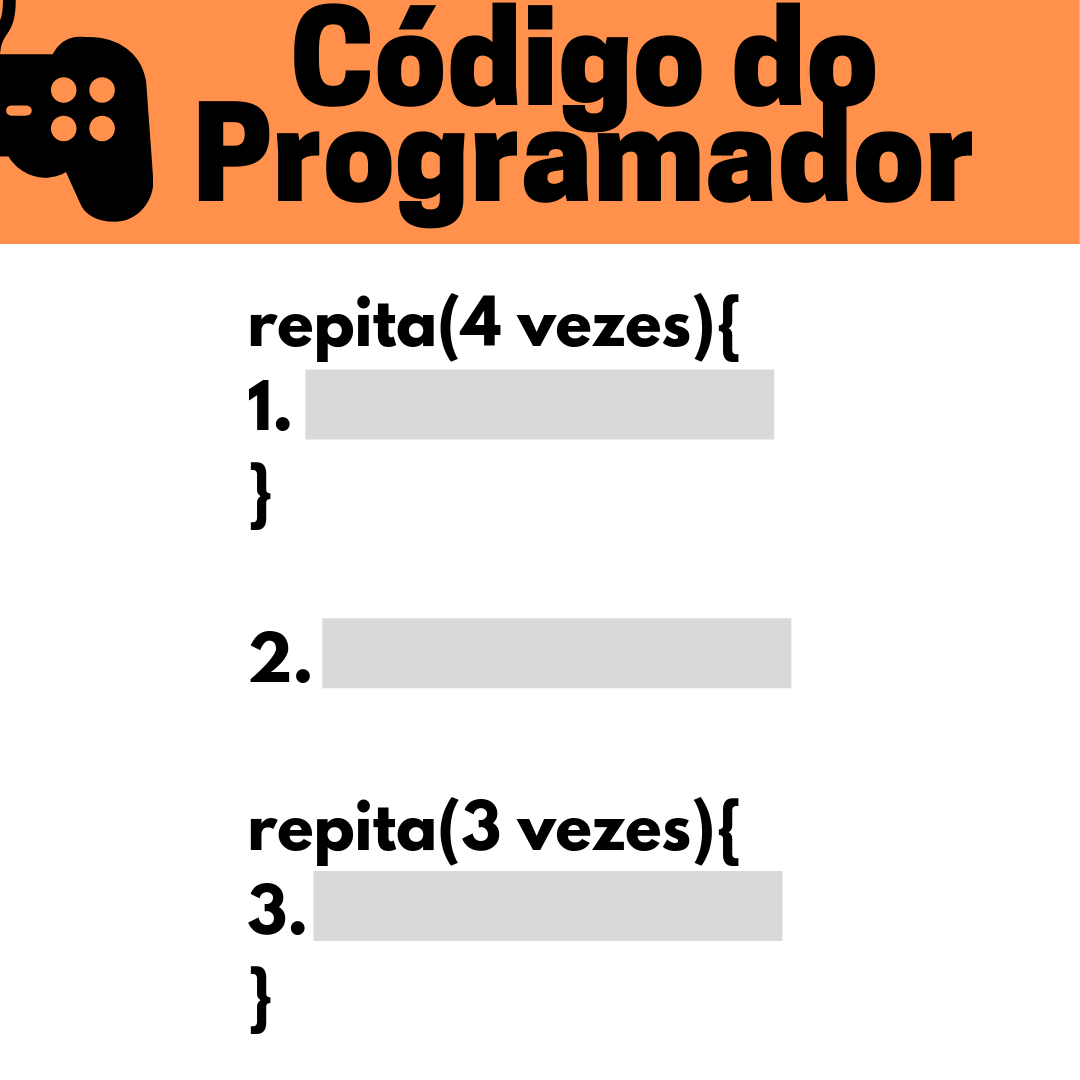 Código do
Programador
repita(4 vezes){
1.
}
2.
repita(3 vezes){
3.
}